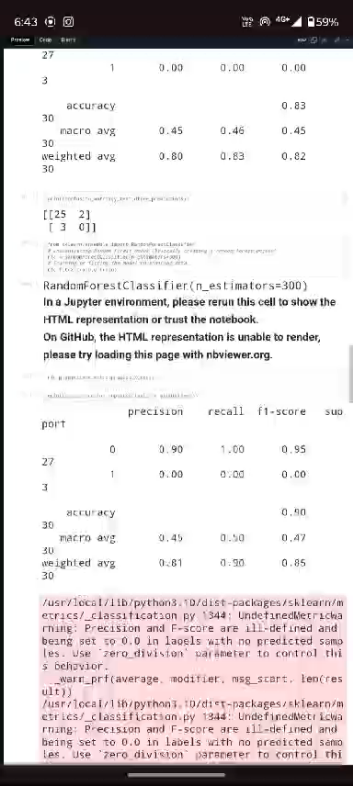 6:43
4G+ 59%
Preview Code Blame
27
1 0.00 0.00 0.00
3
accuracy 0.83
30
macro avg 0.45 0.46 0.45
30
weighted avg 0.80 0.83 0.82
30
[[25 2]
[ 3 0]]
RandomForestClassifier(n_estimators=300)
In a Jupyter environment, please rerun this cell to show the
HTML representation or trust the notebook.
On GitHub, the HTML representation is unable to render,
please try loading this page with nbviewer.org.
precision recall f1-score sup
port
0 0.90 1.00 0.95
27
1 0.00 0.00 0.00
3
accuracy 0.90
30
macro avg 0.45 0.50 0.47
30
weighted avg 0.81 0.90 0.85
30
/usr/local/lib/python3.10/dist-packages/sklearn/m
etrics/_classification.py 1344: UndefinedMetricWa
rning: Precision and F-score are ill-defined and
being set to 0.0 in labels with no predicted samp
les. Use `zero_division` parameter to control thi
s behavior.
_warn_prf(average, modifier, msg_start, len(res
ult))
/usr/local/lib/python3.10/dist-packages/sklearn/m
etrics/_classification.py 1344: UndefinedMetricWa
rning: Precision and F-score are ill-defined and
being set to 0.0 in labels with no predicted samp
les. Use `zero_division` parameter to control thi